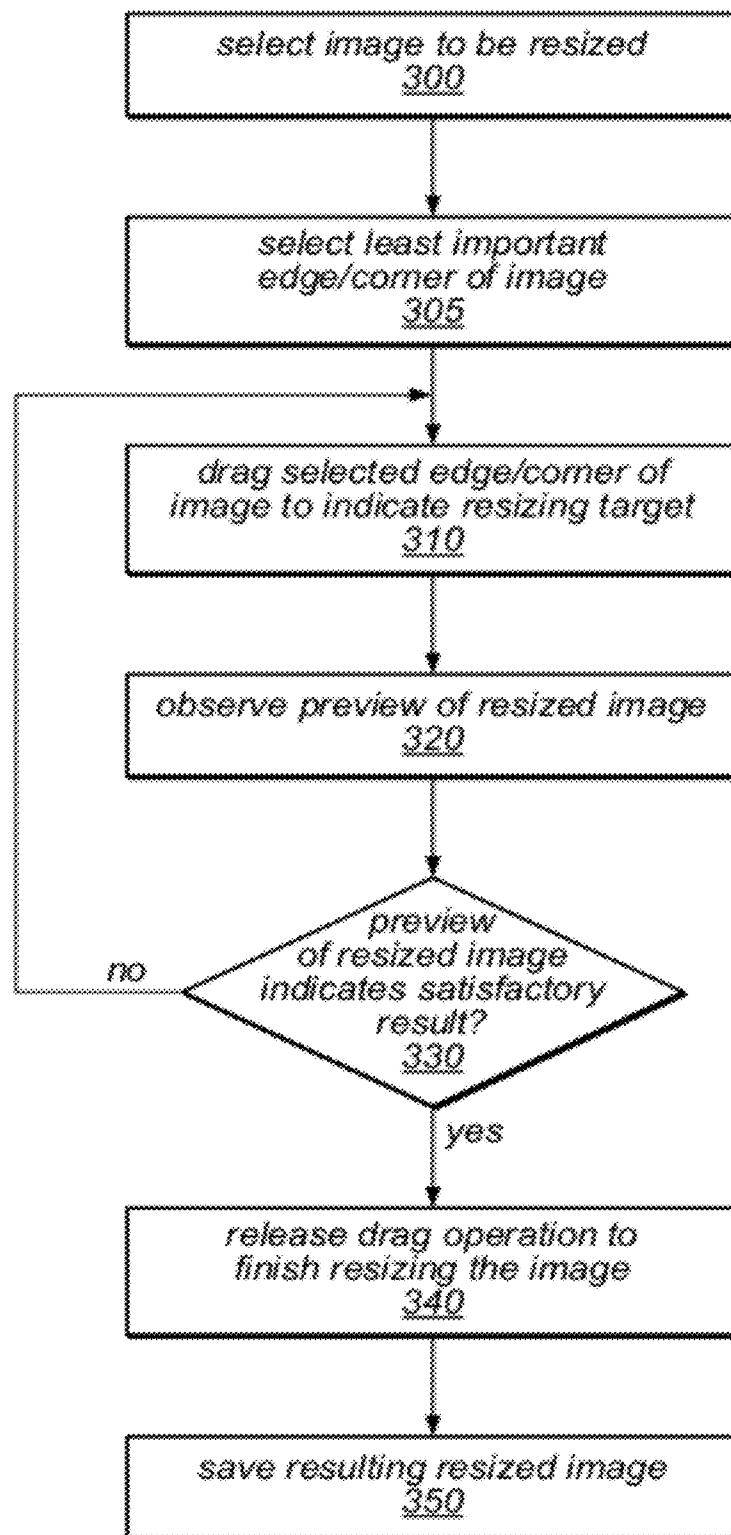 select image to be resized
300
select least important
edge/corner of image
305
drag selected edge/corner of
image to indicate resizing target
310
observe preview of resized image
320
preview
of resized image
indicates satisfactory
result?
330
no
yes
release drag operation to
finish resizing the image
340
save resulting resized image
350